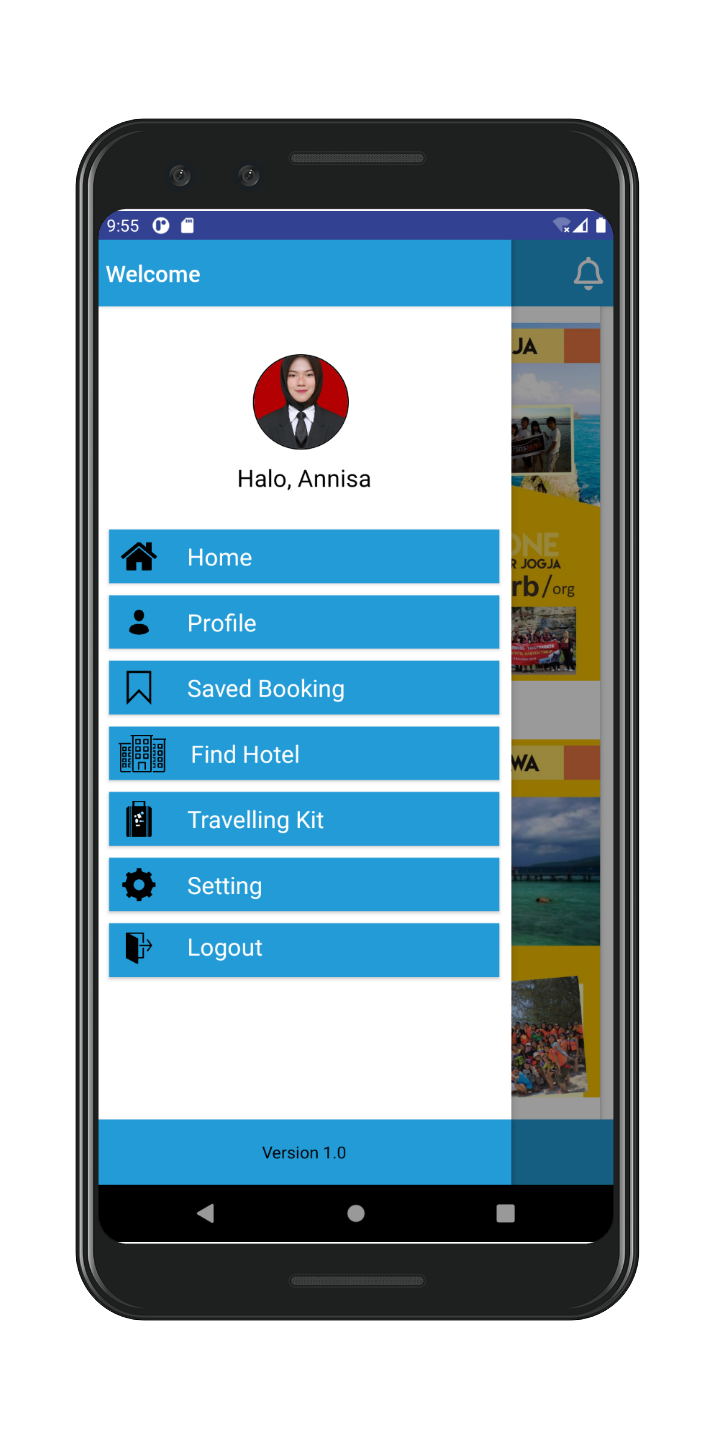 9:55
Welcome
JA
Halo, Annisa
ONE
R JOGJA
rb/org
Home
Profile
Saved Booking
Find Hotel
WA
Travelling Kit
Setting
Logout
Version 1.0